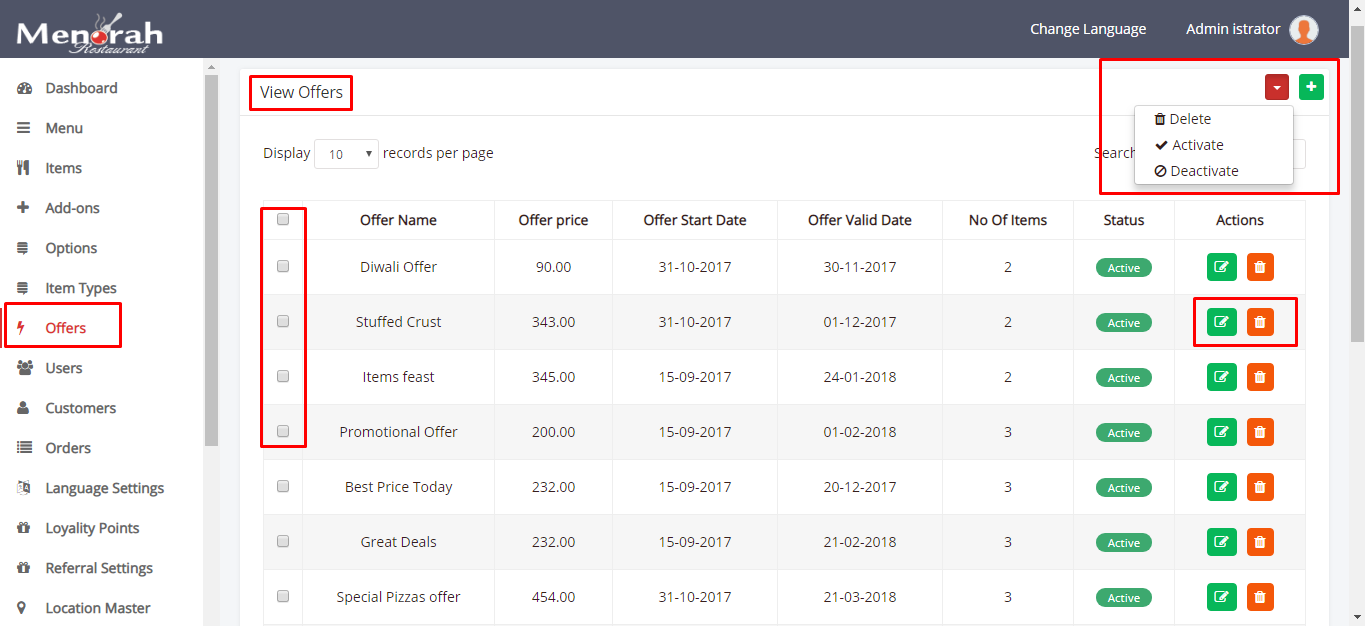 Menorah
Restaurant
Change Language
Admin istrator
Dashboard
Menu
Items
Add-ons
Options
Item Types
Offers
Users
Customers
Orders
Language Settings
Loyality Points
Referral Settings
Location Master
View Offers
Delete
Activate
Deactivate
Display 10 records per page
Search
Offer Name Offer price Offer Start Date Offer Valid Date No Of Items Status Actions
Diwali Offer 90.00 31-10-2017 30-11-2017 2 Active
Stuffed Crust 343.00 31-10-2017 01-12-2017 2 Active
Items feast 345.00 15-09-2017 24-01-2018 2 Active
Promotional Offer 200.00 15-09-2017 01-02-2018 3 Active
Best Price Today 232.00 15-09-2017 20-12-2017 3 Active
Great Deals 232.00 15-09-2017 21-02-2018 3 Active
Special Pizzas offer 454.00 31-10-2017 21-03-2018 3 Active